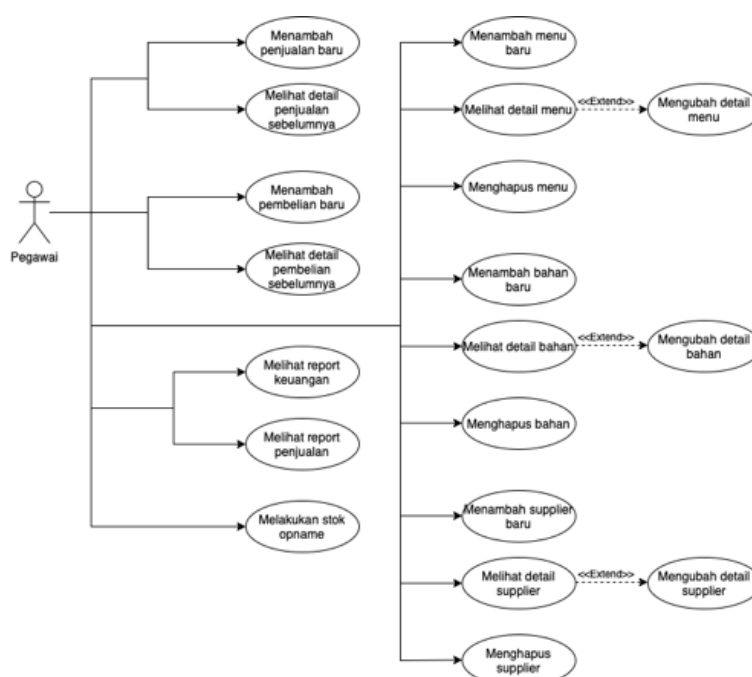 Menambah
penjualan baru
Melihat detail
penjualan
sebelumnya
Pegawai
Menambah
pembelian baru
Melihat detail
pembelian
sebelumnya
Melihat report
keuangan
Melihat report
penjualan
Melakukan stok
opname
Menambah menu
baru
Melihat detail menu
<<Extend>>
Mengubah detail
menu
Menghapus menu
Menambah bahan
baru
Melihat detail bahan
<<Extend>>
Mengubah detail
bahan
Menghapus bahan
Menambah supplier
baru
Melihat detail
supplier
<<Extend>>
Mengubah detail
supplier
Menghapus
supplier